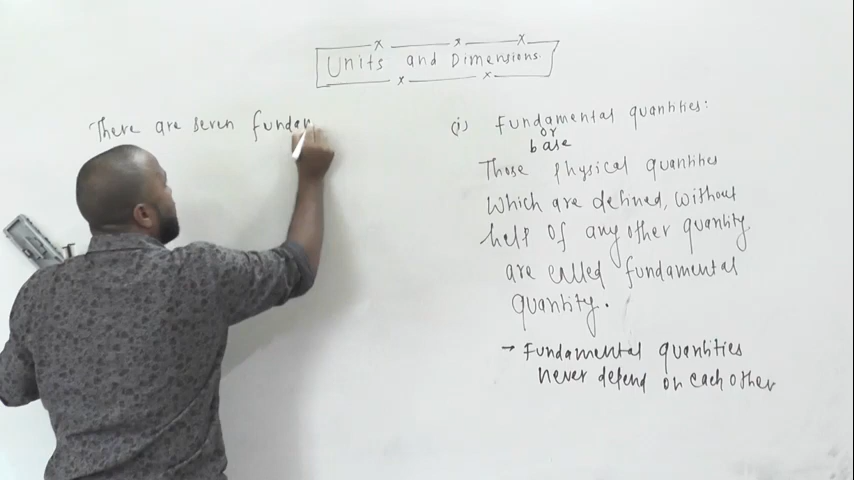 Units and Dimensions.
There are seven fundam
(i) Fundamental quantities:
or
base
Those physical quantities
which are defined, without
help of any other quantity
are called fundamental
quantity.
→ Fundamental quantities
never depend on each other